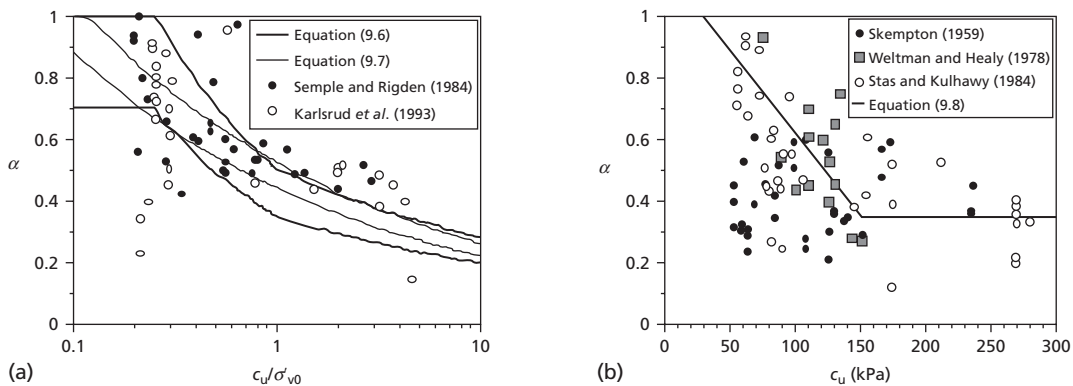 1
0.8
0.6
α
0.4
0.2
0
0.1
1
10
cᵤ/σ′ᵥ₀
(a)
Equation (9.6)
Equation (9.7)
Semple and Rigden (1984)
Karlsrud et al. (1993)
1
0.8
0.6
α
0.4
0.2
0
0
50
100
150
200
250
300
cᵤ (kPa)
(b)
Skempton (1959)
Weltman and Healy (1978)
Stas and Kulhawy (1984)
Equation (9.8)